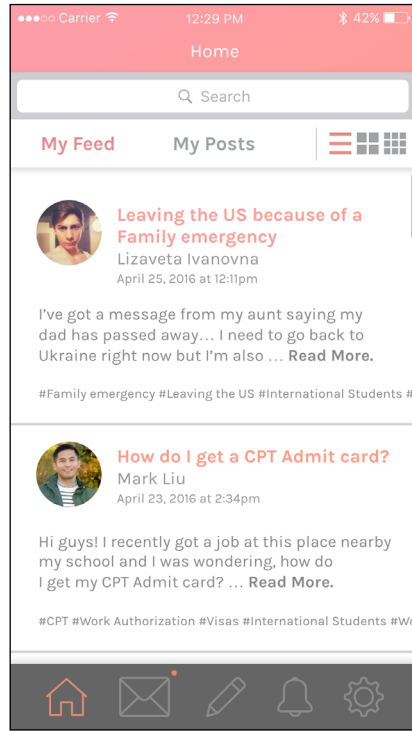 Carrier 12:29 PM 42%
Home
Search
My Feed My Posts
Leaving the US because of a
Family emergency
Lizaveta Ivanovna
April 25, 2016 at 12:11pm
I've got a message from my aunt saying my
dad has passed away... I need to go back to
Ukraine right now but I'm also ... Read More.
#Family emergency #Leaving the US #International Students #
How do I get a CPT Admit card?
Mark Liu
April 23, 2016 at 2:34pm
Hi guys! I recently got a job at this place nearby
my school and I was wondering, how do
I get my CPT Admit card? ... Read More.
#CPT #Work Authorization #Visas #International Students